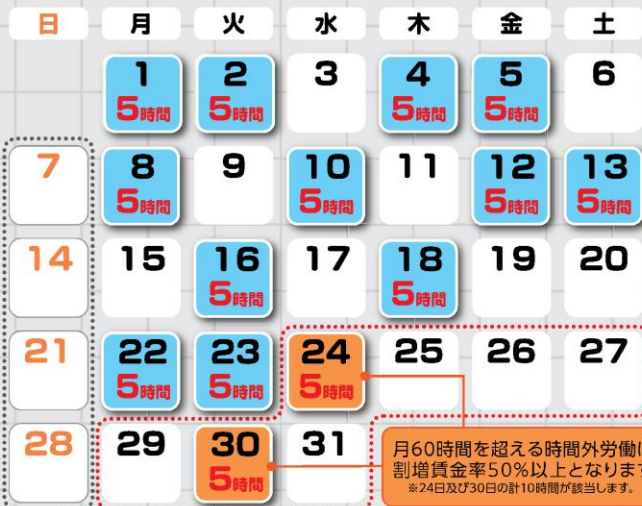 日 月 火 水 木 金 土
1 2 3 4 5 6
5時間 5時間 5時間 5時間
7 8 9 10 11 12 13
5時間 5時間 5時間 5時間
14 15 16 17 18 19 20
5時間 5時間
21 22 23 24 25 26 27
5時間 5時間 5時間
28 29 30 31
5時間
月60時間を超える時間外労働は
割増賃金率50%以上となります
※24日及び30日の計10時間が該当します。